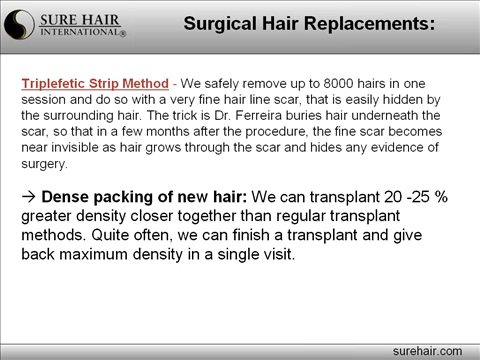 SURE HAIR
INTERNATIONAL®
Surgical Hair Replacements:
Triplefetic Strip Method - We safely remove up to 8000 hairs in one
session and do so with a very fine hair line scar, that is easily hidden by
the surrounding hair. The trick is Dr. Ferreira buries hair underneath the
scar, so that in a few months after the procedure, the fine scar becomes
near invisible as hair grows through the scar and hides any evidence of
surgery.
→ Dense packing of new hair: We can transplant 20 -25 %
greater density closer together than regular transplant
methods. Quite often, we can finish a transplant and give
back maximum density in a single visit.
surehair.com